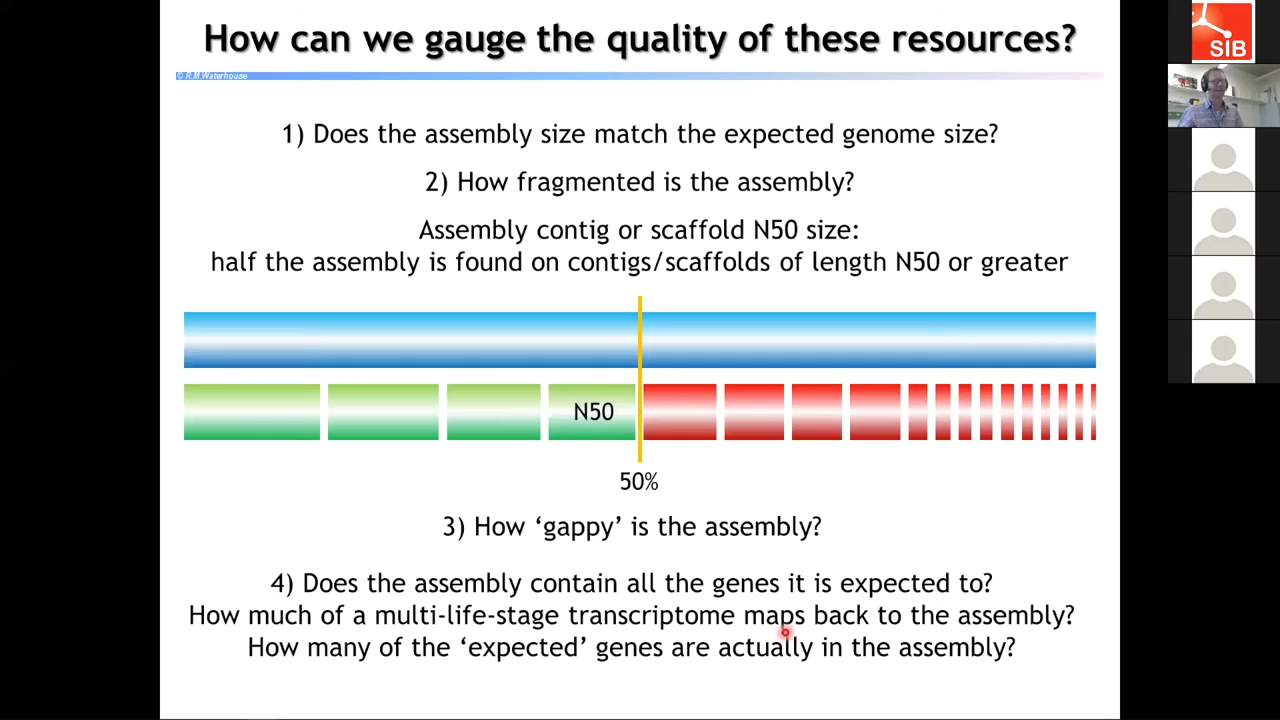 How can we gauge the quality of these resources?
© R.M.Waterhouse
1) Does the assembly size match the expected genome size?
2) How fragmented is the assembly?
Assembly contig or scaffold N50 size:
half the assembly is found on contigs/scaffolds of length N50 or greater
N50
50%
3) How ‘gappy’ is the assembly?
4) Does the assembly contain all the genes it is expected to?
How much of a multi-life-stage transcriptome maps back to the assembly?
How many of the ‘expected’ genes are actually in the assembly?
SIB